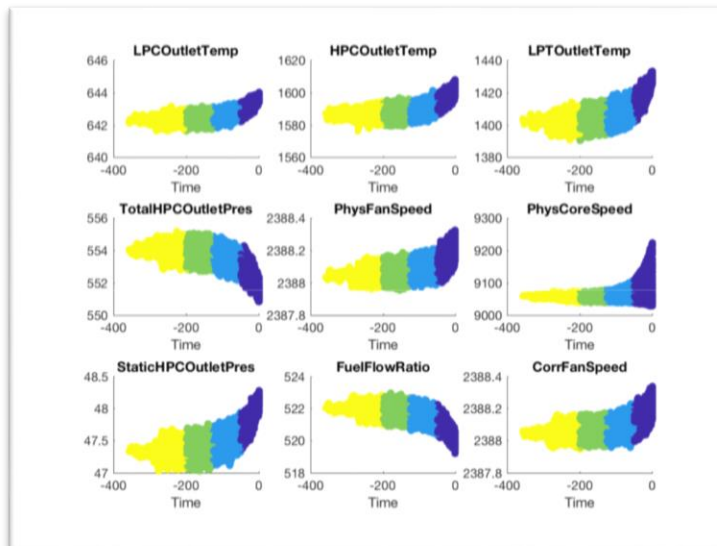 LPCOutletTemp HPCOutletTemp LPTOutletTemp
646 1620 1440
644 1600 1420
642 1580 1400
640 1560 1380
-400 -200 0 -400 -200 0 -400 -200 0
Time Time Time
TotalHPCOutletPres PhysFanSpeed PhysCoreSpeed
556 2388.4 9300
554 2388.2 9200
552 2388 9100
550 2387.8 9000
-400 -200 0 -400 -200 0 -400 -200 0
Time Time Time
StaticHPCOutletPres FuelFlowRatio CorrFanSpeed
48.5 524 2388.4
48 522 2388.2
47.5 520 2388
47 518 2387.8
-400 -200 0 -400 -200 0 -400 -200 0
Time Time Time